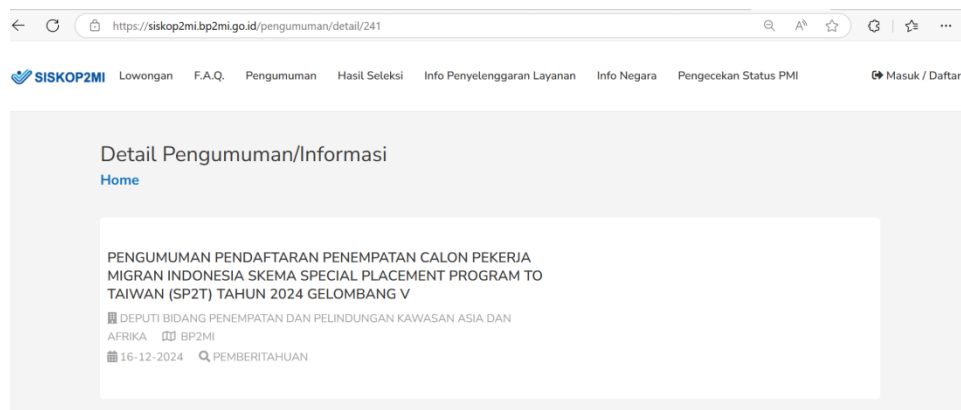 https://siskop2mi.bp2mi.go.id/pengumuman/detail/241
SISKOP2MI Lowongan F.A.Q. Pengumuman Hasil Seleksi Info Penyelenggaran Layanan Info Negara Pengecekan Status PMI Masuk / Daftar
Detail Pengumuman/Informasi
Home
PENGUMUMAN PENDAFTARAN PENEMPATAN CALON PEKERJA
MIGRAN INDONESIA SKEMA SPECIAL PLACEMENT PROGRAM TO
TAIWAN (SP2T) TAHUN 2024 GELOMBANG V
DEPUTI BIDANG PENEMPATAN DAN PELINDUNGAN KAWASAN ASIA DAN
AFRIKA BP2MI
16-12-2024 PEMBERITAHUAN